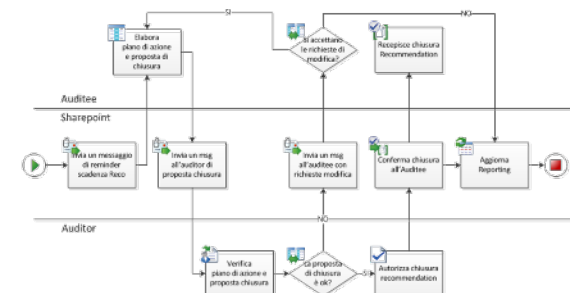 SI
NO
Elabora
piano di azione
e proposta di
chiusura
Si accettano
le richieste di
modifica?
Recepisce chiusura
Recommendation
Auditee
Sharepoint
Invia un messaggio
di reminder
scadenza Reco
Invia un msg
all'auditor di
proposta chiusura
Invia un msg
all'auditee con
richieste modifica
Conferma chiusura
all'Auditee
Aggiorna
Reporting
NO
Auditor
Verifica
piano di azione e
proposta chiusura
La proposta
di chiusura
è ok?
SI
Autorizza chiusura
recommendation